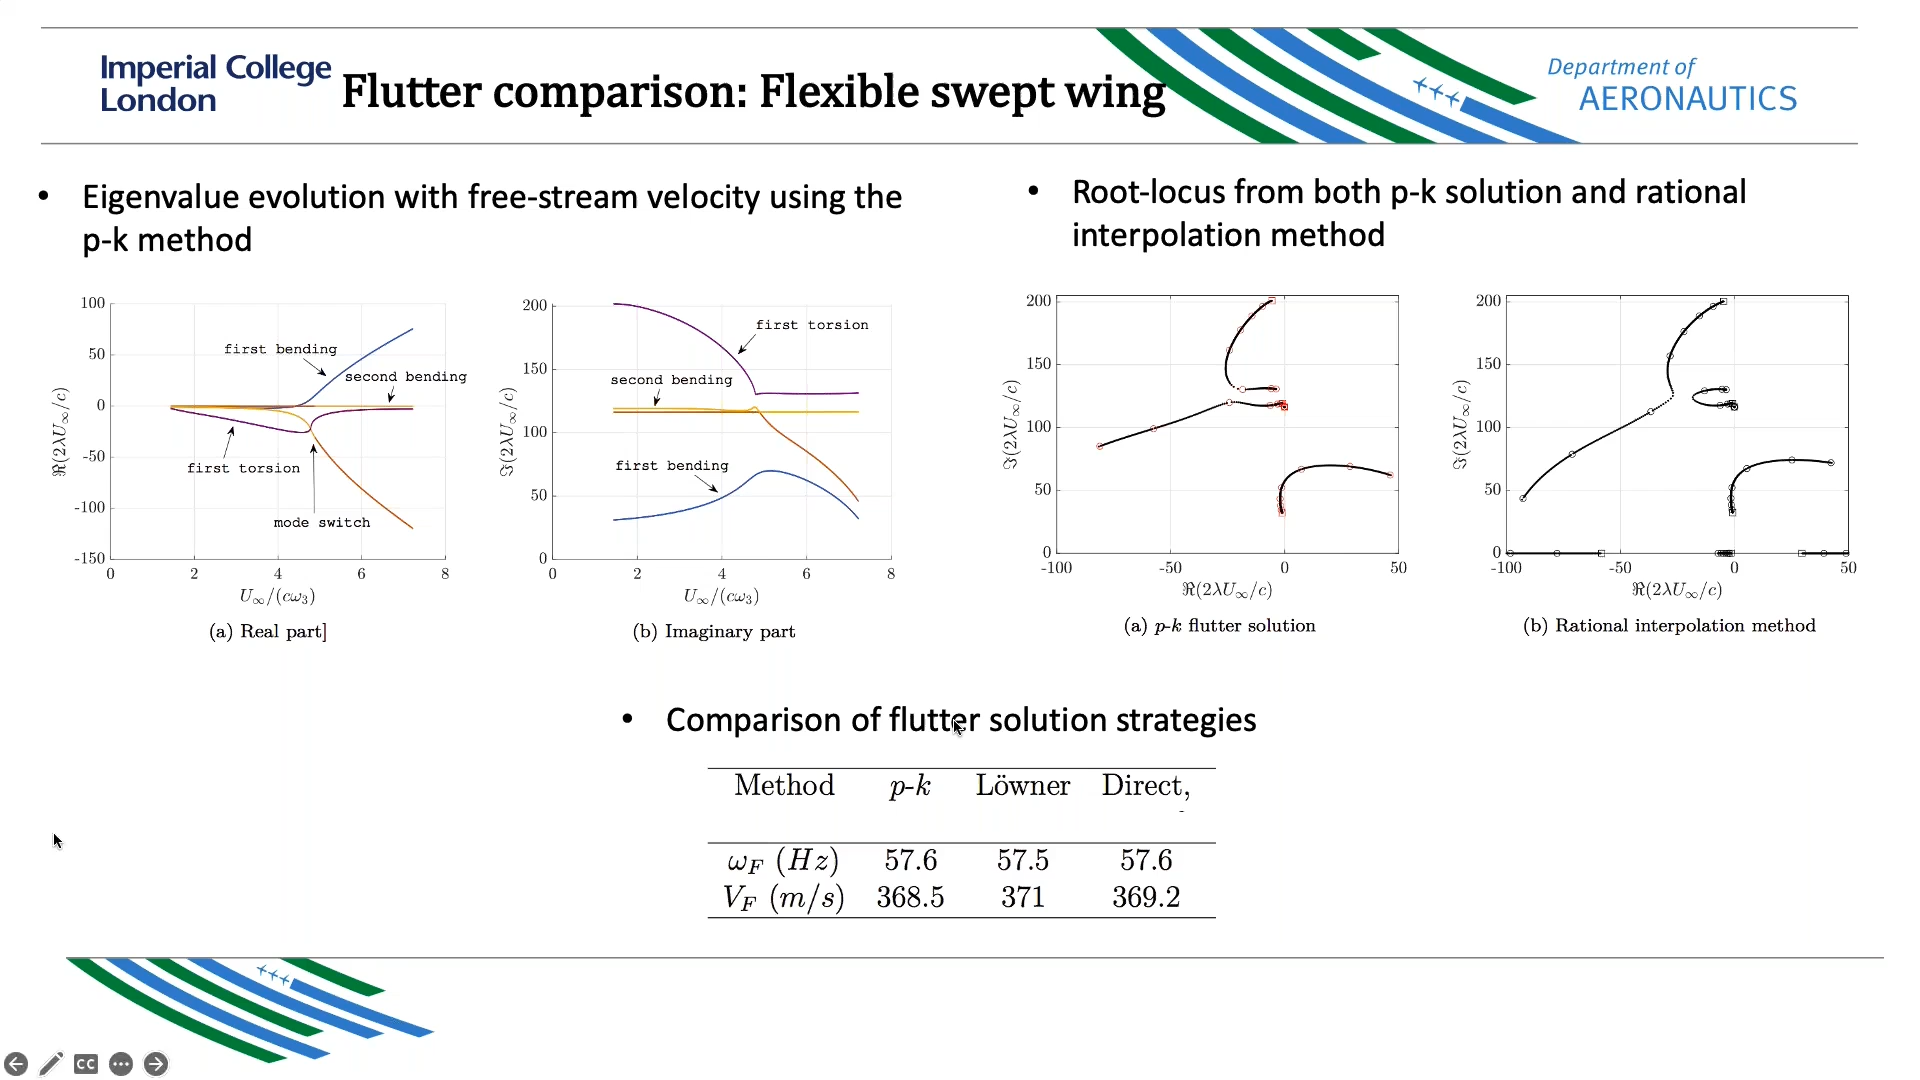 Imperial College
London
Flutter comparison: Flexible swept wing
Department of
AERONAUTICS
• Eigenvalue evolution with free-stream velocity using the
p-k method
100
50
0
-50
-100
-150
0 2 4 6 8
ℜ(2λU∞/c)
U∞/(cω3)
first bending
second bending
first torsion
mode switch
(a) Real part]
200
150
100
50
0
0 2 4 6 8
ℑ(2λU∞/c)
U∞/(cω3)
first torsion
second bending
first bending
(b) Imaginary part
• Root-locus from both p-k solution and rational
interpolation method
200
150
100
50
0
-100 -50 0 50
ℑ(2λU∞/c)
ℜ(2λU∞/c)
(a) p-k flutter solution
200
150
100
50
0
-100 -50 0 50
ℑ(2λU∞/c)
ℜ(2λU∞/c)
(b) Rational interpolation method
• Comparison of flutter solution strategies
Method p-k Löwner Direct,
ωF (Hz) 57.6 57.5 57.6
VF (m/s) 368.5 371 369.2
CC